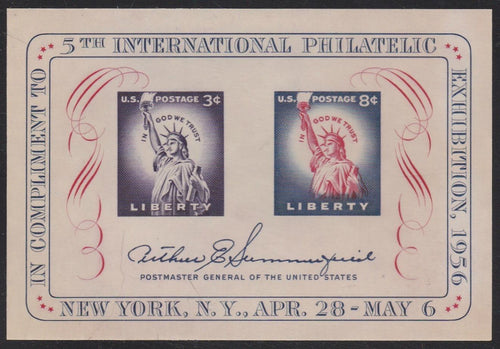 IN COMPLIMENT TO
5TH INTERNATIONAL PHILATELIC
EXHIBITION, 1956
U.S. POSTAGE 3¢
IN GOD WE TRUST
LIBERTY
U.S. POSTAGE 8¢
IN GOD WE TRUST
LIBERTY
Arthur E. Summerfield
POSTMASTER GENERAL OF THE UNITED STATES
NEW YORK, N.Y., APR. 28 - MAY 6